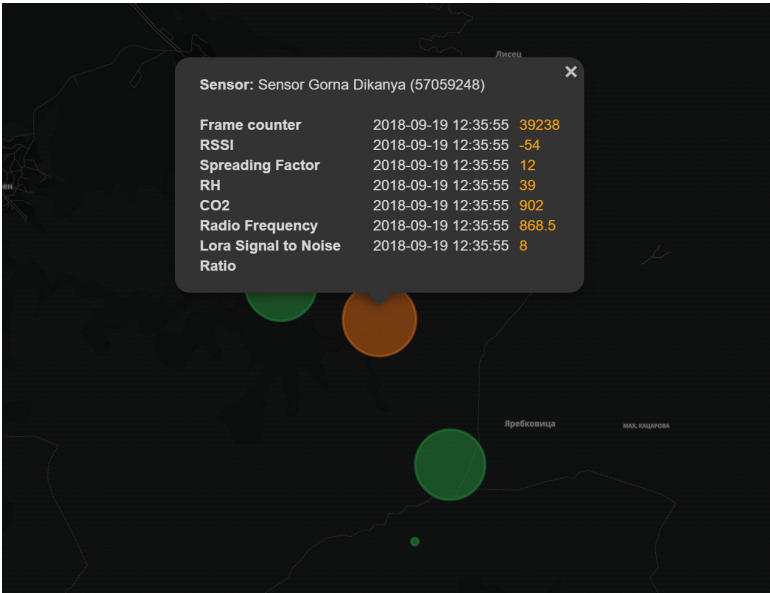 Лисец
×
Sensor: Sensor Gorna Dikanya (57059248)
Frame counter 2018-09-19 12:35:55 39238
RSSI 2018-09-19 12:35:55 -54
Spreading Factor 2018-09-19 12:35:55 12
RH 2018-09-19 12:35:55 39
CO2 2018-09-19 12:35:55 902
Radio Frequency 2018-09-19 12:35:55 868.5
Lora Signal to Noise 2018-09-19 12:35:55 8
Ratio
ен
Яребковица
МАХ. КАЦАРОВА